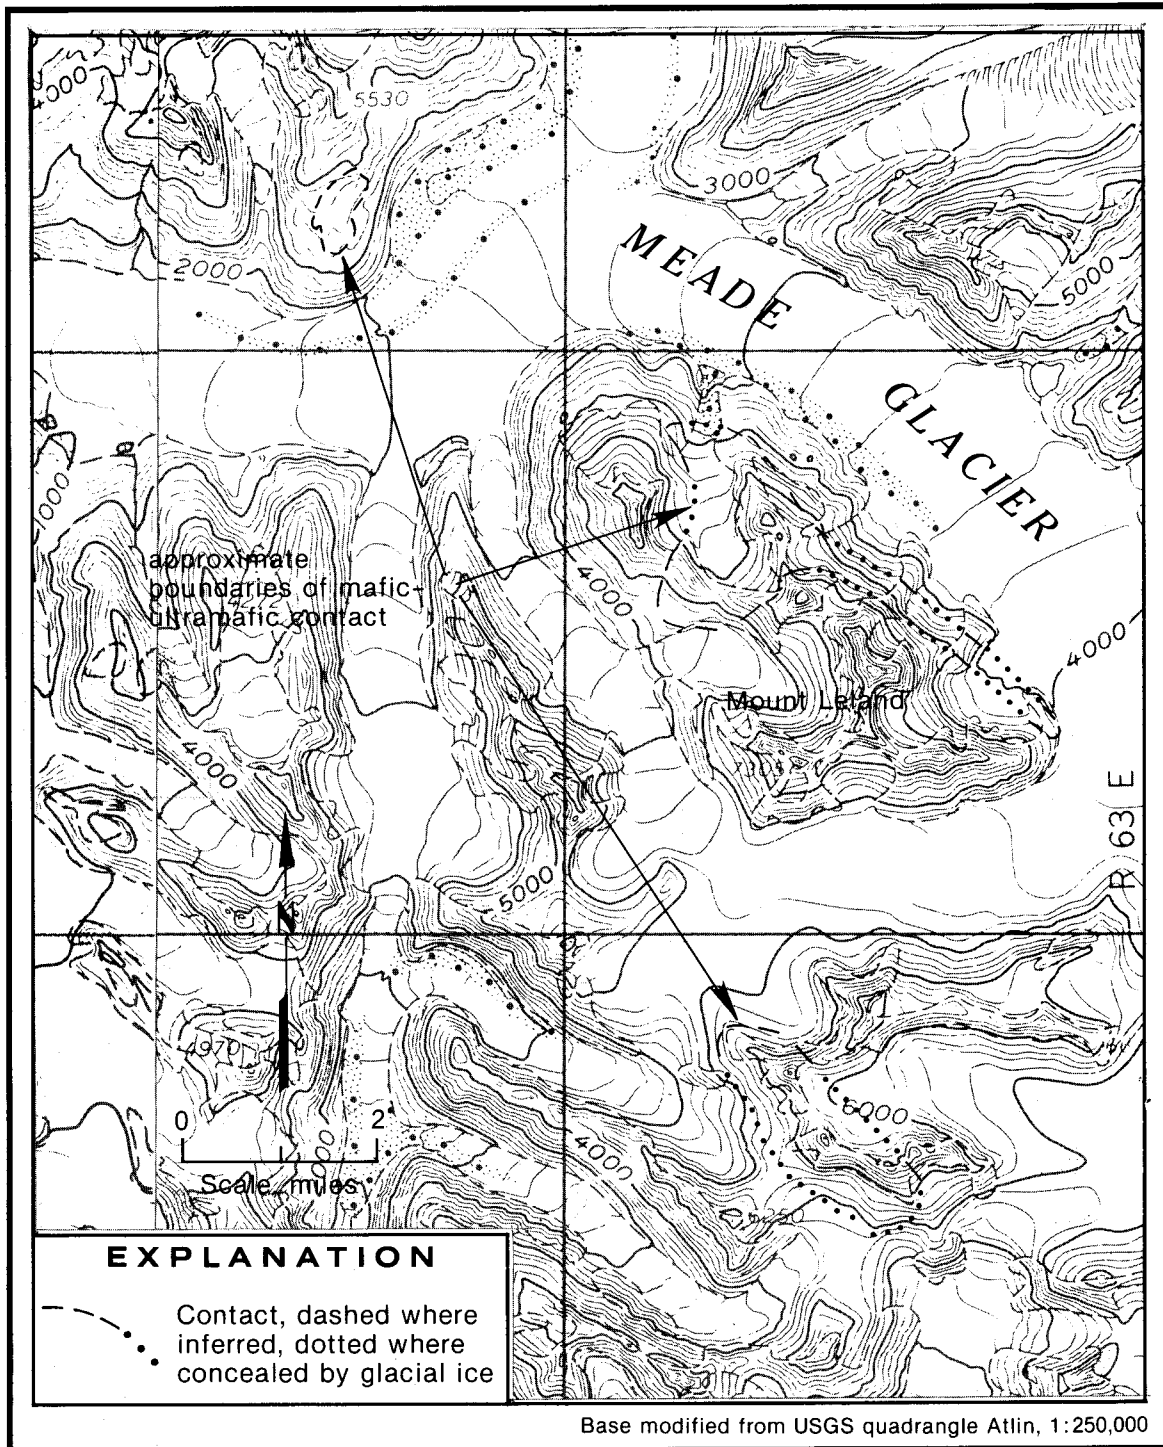 4000
5530
3000
MEADE
2000
5000
GLACIER
approximate
boundaries of mafic-
ultramafic contact
4000
4000
Mount Leland
4000
R 63 E
5000
N
4970
6000
0 2
4000
Scale, miles
EXPLANATION
Contact, dashed where
inferred, dotted where
concealed by glacial ice
Base modified from USGS quadrangle Atlin, 1:250,000